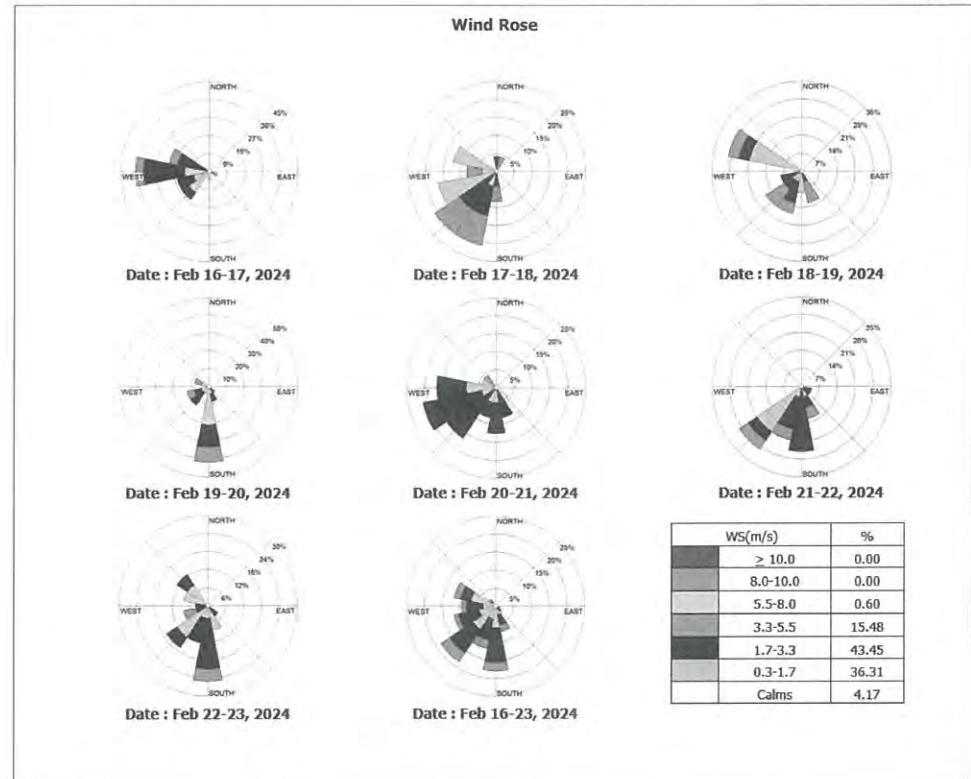 Wind Rose
NORTH
45%
36%
27%
18%
9%
WEST
EAST
SOUTH
Date : Feb 16-17, 2024
NORTH
25%
20%
15%
10%
5%
WEST
EAST
SOUTH
Date : Feb 17-18, 2024
NORTH
35%
28%
21%
14%
7%
WEST
EAST
SOUTH
Date : Feb 18-19, 2024
NORTH
50%
40%
30%
20%
10%
WEST
EAST
SOUTH
Date : Feb 19-20, 2024
NORTH
25%
20%
15%
10%
5%
WEST
EAST
SOUTH
Date : Feb 20-21, 2024
NORTH
35%
28%
21%
14%
7%
WEST
EAST
SOUTH
Date : Feb 21-22, 2024
NORTH
30%
24%
18%
12%
6%
WEST
EAST
SOUTH
Date : Feb 22-23, 2024
NORTH
25%
20%
15%
10%
5%
WEST
EAST
SOUTH
Date : Feb 16-23, 2024
WS(m/s) %
≥ 10.0 0.00
8.0-10.0 0.00
5.5-8.0 0.60
3.3-5.5 15.48
1.7-3.3 43.45
0.3-1.7 36.31
Calms 4.17